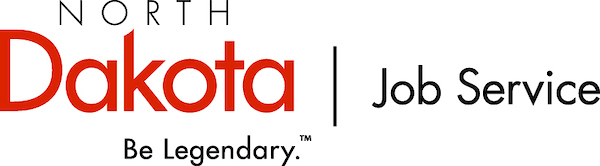 NORTH
Dakota | Job Service
Be Legendary.™